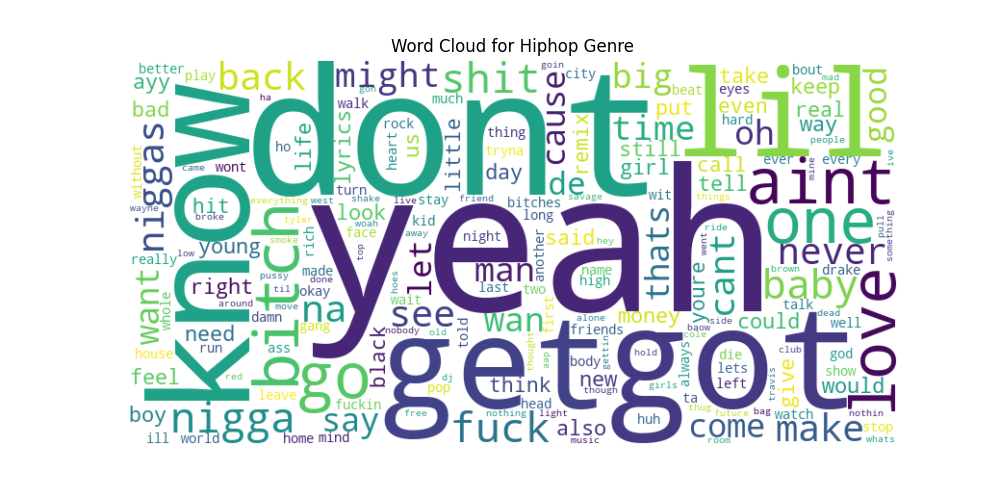 Word Cloud for Hiphop Genre
better
play
back
might
shit
goin
city
big
take
bout
mad
keep
good
ayy
ha
gun
walk
much
cause
beat
put
even
eyes
hard
real
bad
know
dont
lil
ho
life
lyrics
rock
heart
us
little
thing
tryna
day
de
remix
time
still
girl
oh
way
people
ive
without
niggas
came
wont
turn
shake
live
stay
friend
bitches
savage
wit
call
tell
ever
mine
every
aint
wayne
hit
broke
everything
west
tyler
look
woah
face
kid
away
long
said
hey
thats
things
went
ride
one
pull
something
really
low
young
smoke
rich
yeah
top
let
night
man
another
name
high
youre
cant
never
brown
drake
want
whole
right
around
bitch
pussy
til
move
made
done
okay
hoes
wait
last
two
first
money
baby
talk
love
need
run
damn
na
gang
see
nobody
old
told
wan
thought
alone
friends
gettin
side
baow
could
dead
well
house
red
ass
go
black
get
aap
body
always
got
hold
die
lets
left
cole
travis
club
god
show
would
feel
leave
fuckin
pop
dj
think
though
new
girls
ta
thug
future
bag
give
watch
nothin
boy
nigga
say
free
head
nothing
light
huh
come
make
stop
ill
world
home
mind
fuck
also
music
room
whats